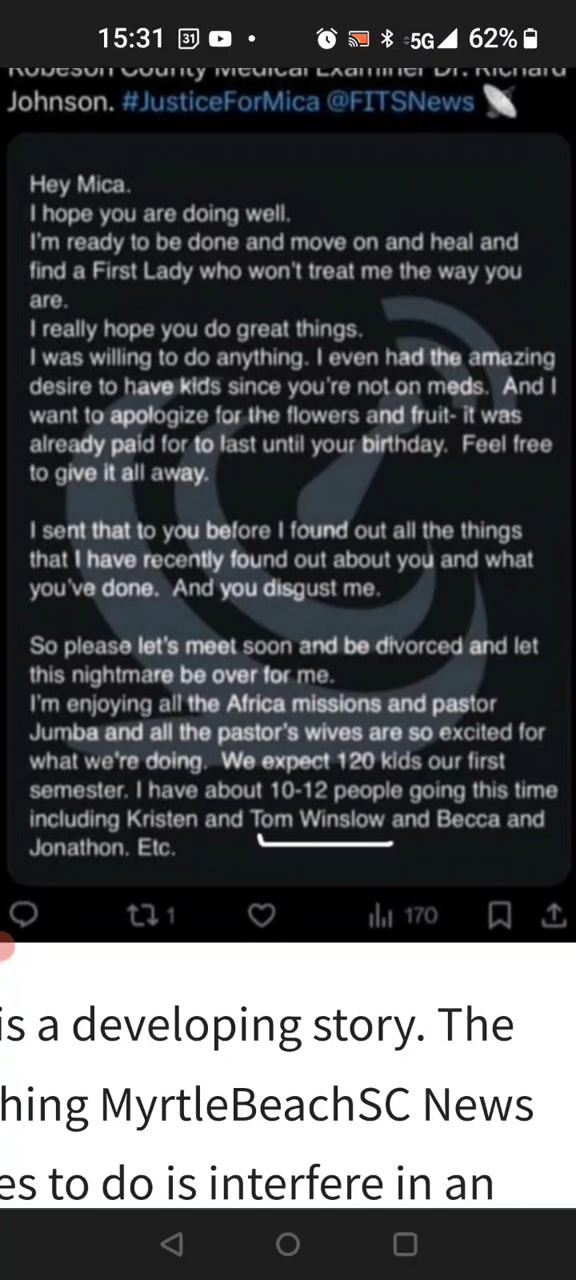 15:31 31 5G 62%
Robeson County Medical Examiner Dr. Richard
Johnson. #JusticeForMica @FITSNews
Hey Mica.
I hope you are doing well.
I'm ready to be done and move on and heal and
find a First Lady who won't treat me the way you
are.
I really hope you do great things.
I was willing to do anything. I even had the amazing
desire to have kids since you're not on meds. And I
want to apologize for the flowers and fruit- it was
already paid for to last until your birthday. Feel free
to give it all away.
I sent that to you before I found out all the things
that I have recently found out about you and what
you've done. And you disgust me.
So please let's meet soon and be divorced and let
this nightmare be over for me.
I'm enjoying all the Africa missions and pastor
Jumba and all the pastor's wives are so excited for
what we're doing. We expect 120 kids our first
semester. I have about 10-12 people going this time
including Kristen and Tom Winslow and Becca and
Jonathon. Etc.
1 170
is a developing story. The
hing MyrtleBeachSC News
es to do is interfere in an